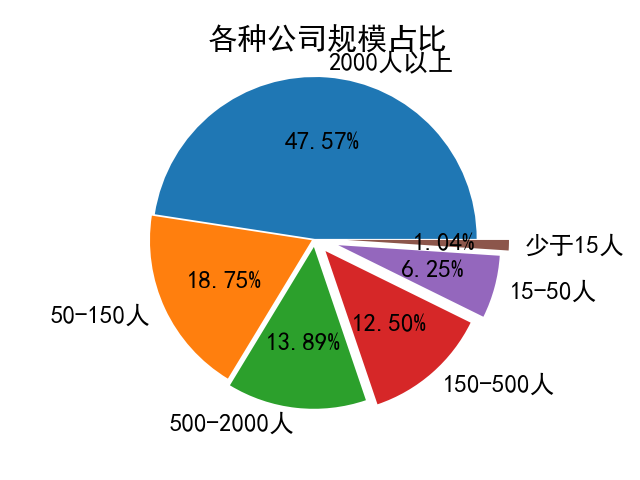 各种公司规模占比
2000人以上
47.57%
1.04%
少于15人
6.25%
15-50人
18.75%
50-150人
12.50%
13.89%
150-500人
500-2000人